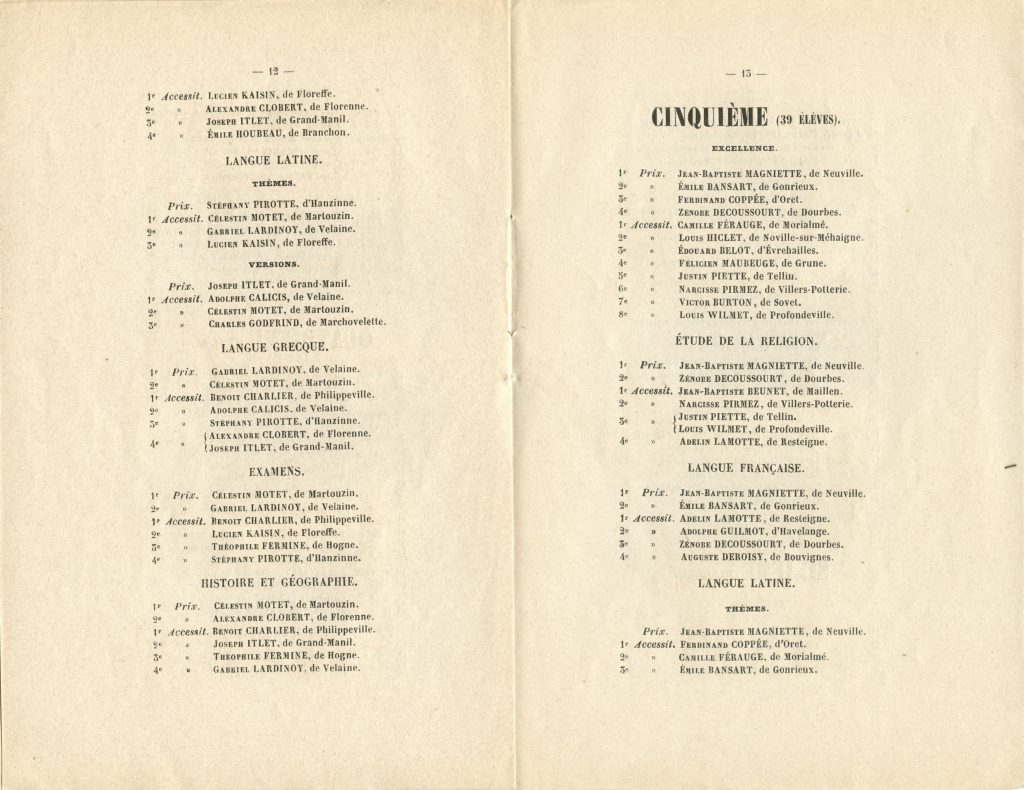 — 12 —
1r Accessit. Lucien KAISIN, de Floreffe.
2e » Alexandre CLOBERT, de Florenne.
3e » Joseph ITLET, de Grand-Manil.
4e » Émile HOUBEAU, de Branchon.
LANGUE LATINE.
THÈMES.
Prix. Stéphany PIROTTE, d'Hanzinne.
1r Accessit. Célestin MOTET, de Martouzin.
2e » Gabriel LARDINOY, de Velaine.
3e » Lucien KAISIN, de Floreffe.
VERSIONS.
Prix. Joseph ITLET, de Grand-Manil.
1r Accessit. Adolphe CALICIS, de Velaine.
2e » Célestin MOTET, de Martouzin.
3e » Charles GODFRIND, de Marchovelette.
LANGUE GRECQUE.
1r Prix. Gabriel LARDINOY, de Velaine.
2e » Célestin MOTET, de Martouzin.
1r Accessit. Benoit CHARLIER, de Philippeville.
2e » Adolphe CALICIS, de Velaine.
3e » Stéphany PIROTTE, d'Hanzinne.
4e » { Alexandre CLOBERT, de Florenne.
{ Joseph ITLET, de Grand-Manil.
EXAMENS.
1r Prix. Célestin MOTET, de Martouzin.
2e » Gabriel LARDINOY, de Velaine.
1r Accessit. Benoit CHARLIER, de Philippeville.
2e » Lucien KAISIN, de Floreffe.
3e » Théophile FERMINE, de Hogne.
4e » Stéphany PIROTTE, d'Hanzinne.
HISTOIRE ET GÉOGRAPHIE.
1r Prix. Célestin MOTET, de Martouzin.
2e » Alexandre CLOBERT, de Florenne.
1r Accessit. Benoit CHARLIER, de Philippeville.
2e » Joseph ITLET, de Grand-Manil.
3e » Théophile FERMINE, de Hogne.
4e » Gabriel LARDINOY, de Velaine.
— 13 —
CINQUIÈME (39 ÉLÈVES).
EXCELLENCE.
1r Prix. Jean-Baptiste MAGNIETTE, de Neuville.
2e » Émile BANSART, de Gonrieux.
3e » Ferdinand COPPÉE, d'Oret.
4e » Zénobe DECOUSSOURT, de Dourbes.
1r Accessit. Camille FÉRAUGE, de Morialmé.
2e » Louis HICLET, de Noville-sur-Méhaigne.
3e » Édouard BELOT, d'Évrehailles.
4e » Félicien MAUBEUGE, de Grune.
5e » Justin PIETTE, de Tellin.
6e » Narcisse PIRMEZ, de Villers-Potterie.
7e » Victor BURTON, de Sovet.
8e » Louis WILMET, de Profondeville.
ÉTUDE DE LA RELIGION.
1r Prix. Jean-Baptiste MAGNIETTE, de Neuville.
2e » Zénobe DECOUSSOURT, de Dourbes.
1r Accessit. Jean-Baptiste BEUNET, de Maillen.
2e » Narcisse PIRMEZ, de Villers-Potterie.
3e » { Justin PIETTE, de Tellin.
{ Louis WILMET, de Profondeville.
4e » Adelin LAMOTTE, de Resteigne.
LANGUE FRANÇAISE.
1r Prix. Jean-Baptiste MAGNIETTE, de Neuville.
2e » Émile BANSART, de Gonrieux.
1r Accessit. Adelin LAMOTTE, de Resteigne.
2e » Adolphe GUILMOT, d'Havelange.
3e » Zénobe DECOUSSOURT, de Dourbes.
4e » Auguste DEROISY, de Bouvignes.
LANGUE LATINE.
THÈMES.
Prix. Jean-Baptiste MAGNIETTE, de Neuville.
1r Accessit. Ferdinand COPPÉE, d'Oret.
2e » Camille FÉRAUGE, de Morialmé.
3e » Émile BANSART, de Gonrieux.